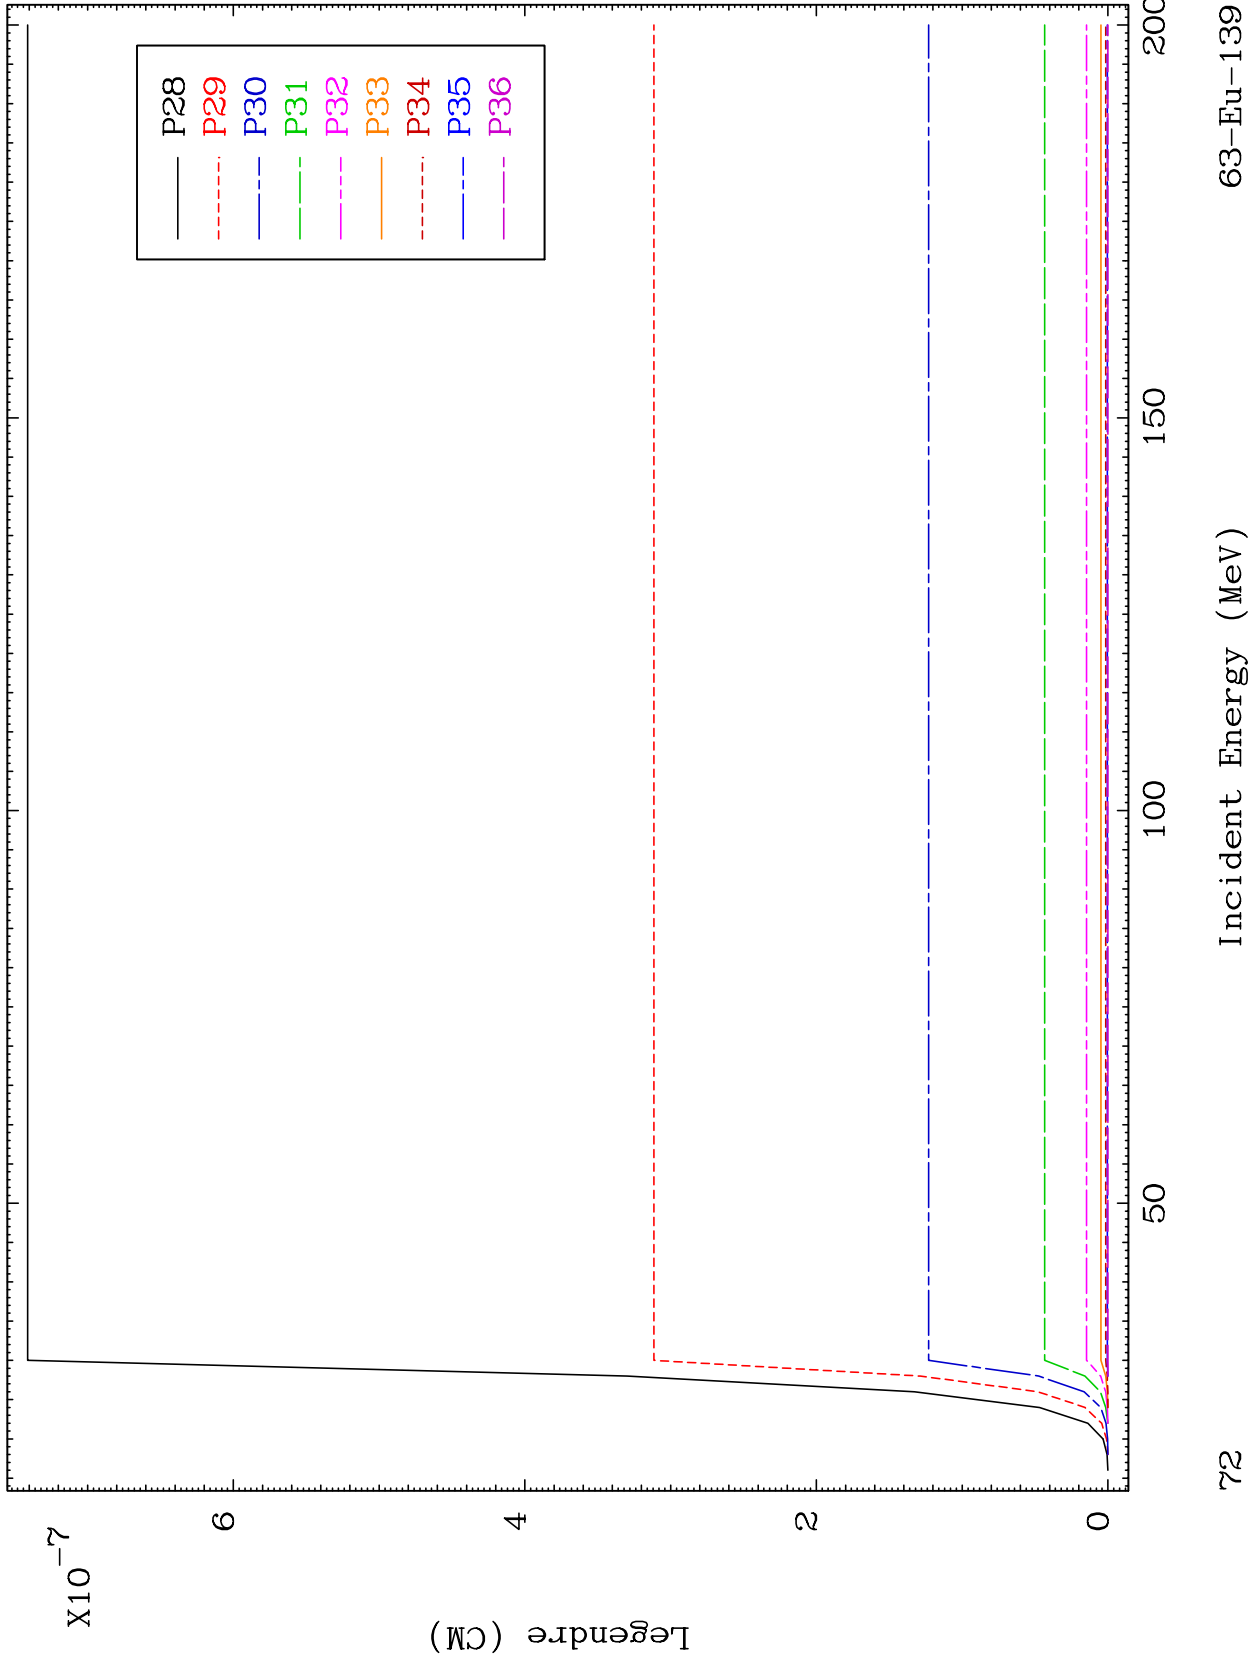 X10-7
Legendre (CM)
6
4
2
0
P28
P29
P30
P31
P32
P33
P34
P35
P36
50
100
150
200
Incident Energy (MeV)
72
63-Eu-139